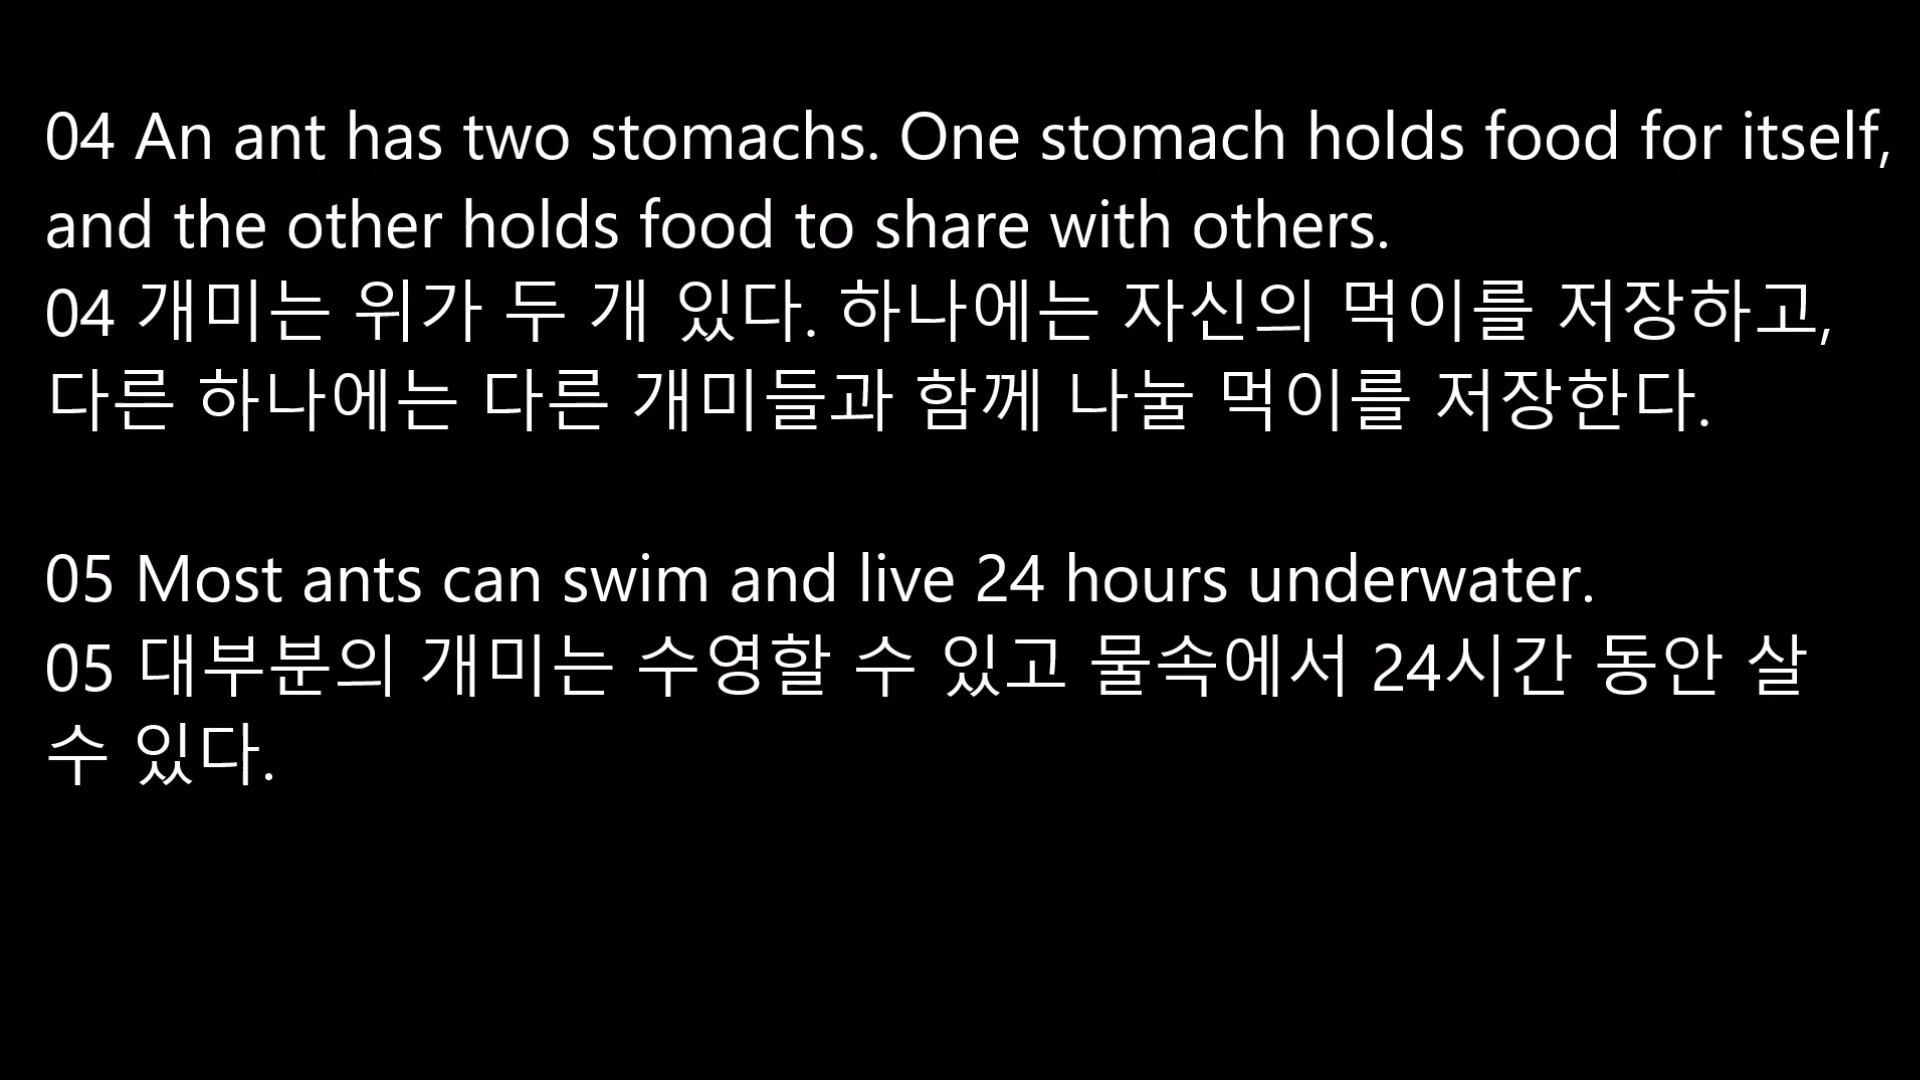 04 An ant has two stomachs. One stomach holds food for itself,
and the other holds food to share with others.
04 개미는 위가 두 개 있다. 하나에는 자신의 먹이를 저장하고,
다른 하나에는 다른 개미들과 함께 나눌 먹이를 저장한다.
05 Most ants can swim and live 24 hours underwater.
05 대부분의 개미는 수영할 수 있고 물속에서 24시간 동안 살
수 있다.